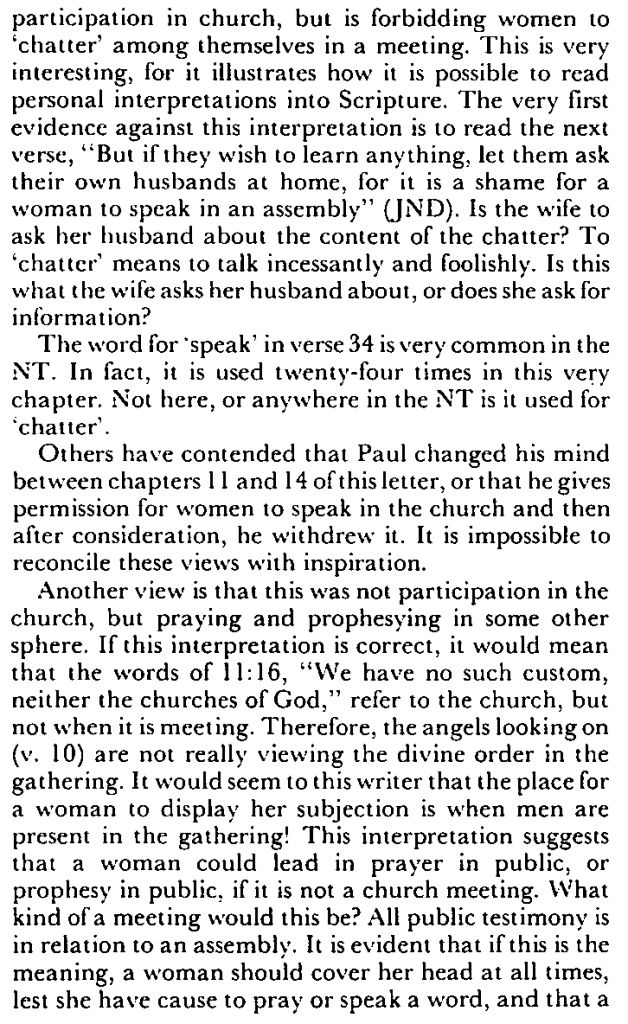 participation in church, but is forbidding women to
‘chatter’ among themselves in a meeting. This is very
interesting, for it illustrates how it is possible to read
personal interpretations into Scripture. The very first
evidence against this interpretation is to read the next
verse, “But if they wish to learn anything, let them ask
their own husbands at home, for it is a shame for a
woman to speak in an assembly” (JND). Is the wife to
ask her husband about the content of the chatter? To
‘chatter’ means to talk incessantly and foolishly. Is this
what the wife asks her husband about, or does she ask for
information?
The word for ‘speak’ in verse 34 is very common in the
NT. In fact, it is used twenty-four times in this very
chapter. Not here, or anywhere in the NT is it used for
‘chatter’.
Others have contended that Paul changed his mind
between chapters 11 and 14 of this letter, or that he gives
permission for women to speak in the church and then
after consideration, he withdrew it. It is impossible to
reconcile these views with inspiration.
Another view is that this was not participation in the
church, but praying and prophesying in some other
sphere. If this interpretation is correct, it would mean
that the words of 11:16, “We have no such custom,
neither the churches of God,” refer to the church, but
not when it is meeting. Therefore, the angels looking on
(v. 10) are not really viewing the divine order in the
gathering. It would seem to this writer that the place for
a woman to display her subjection is when men are
present in the gathering! This interpretation suggests
that a woman could lead in prayer in public, or
prophesy in public, if it is not a church meeting. What
kind of a meeting would this be? All public testimony is
in relation to an assembly. It is evident that if this is the
meaning, a woman should cover her head at all times,
lest she have cause to pray or speak a word, and that a